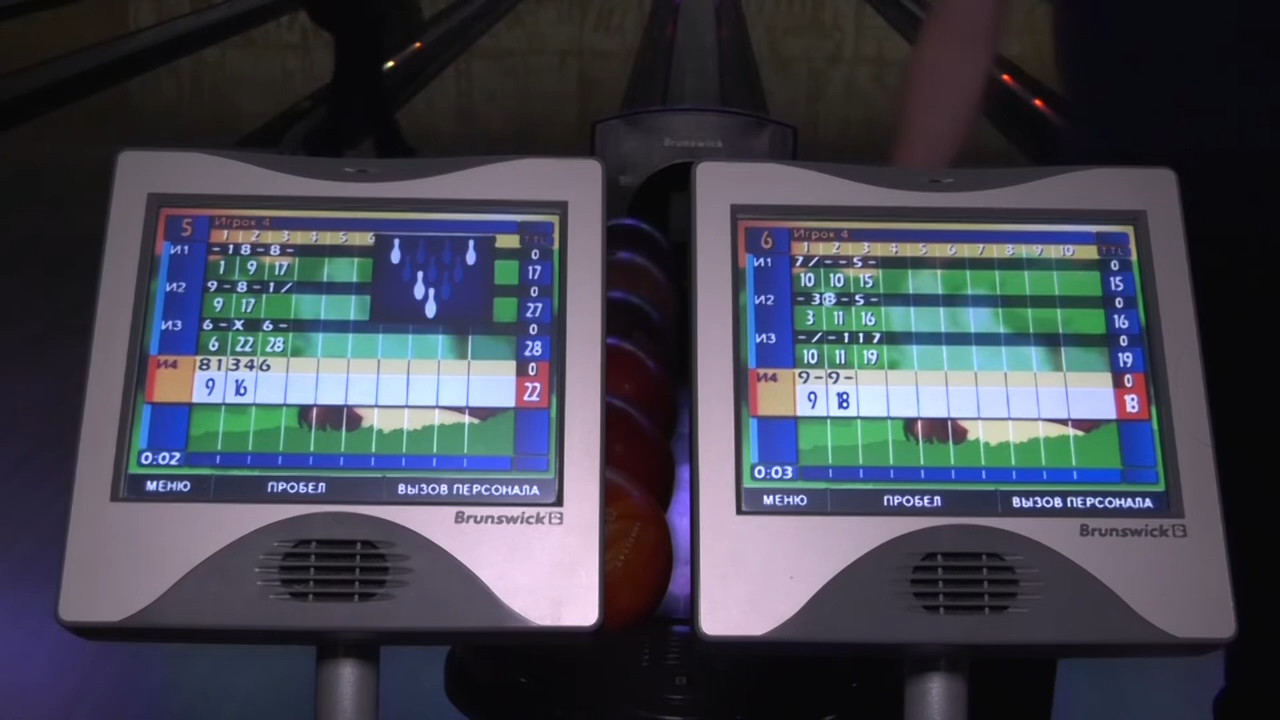 Brunswick
5 Игрок 4
1 2 3 4 5 6 TTL
И1 - 1 8 - 8 - 0
1 9 17 17
И2 9 - 8 - 1 / 0
9 17 27
И3 6 - X 6 - 0
6 22 28 28
И4 8 1 3 4 6 0
9 16 22
0:02
МЕНЮ ПРОБЕЛ ВЫЗОВ ПЕРСОНАЛА
Brunswick B
6 Игрок 4
1 2 3 4 5 6 7 8 9 10 TTL
И1 7 / - - 5 - 0
10 10 15 15
И2 - 3 8 - 5 - 0
3 11 16 16
И3 - / - 1 1 7 0
10 11 19 19
И4 9 - 9 - 0
9 18 18
0:03
МЕНЮ ПРОБЕЛ ВЫЗОВ ПЕРСОНАЛА
Brunswick B